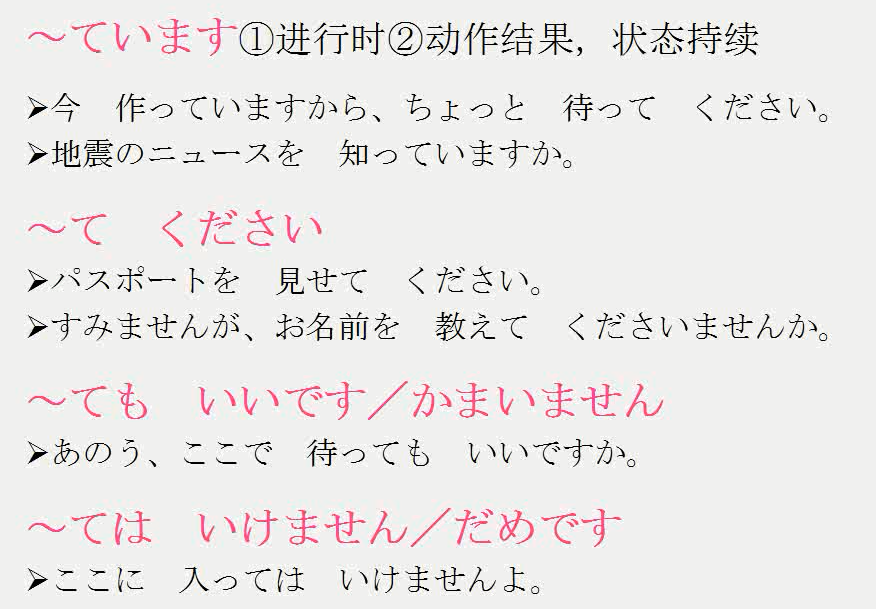 ～ています①进行时②动作结果，状态持续
➢今　作っていますから、ちょっと　待って　ください。
➢地震のニュースを　知っていますか。
～て　ください
➢パスポートを　見せて　ください。
➢すみませんが、お名前を　教えて　くださいませんか。
～ても　いいです／かまいません
➢あのう、ここで　待っても　いいですか。
～ては　いけません／だめです
➢ここに　入っては　いけませんよ。